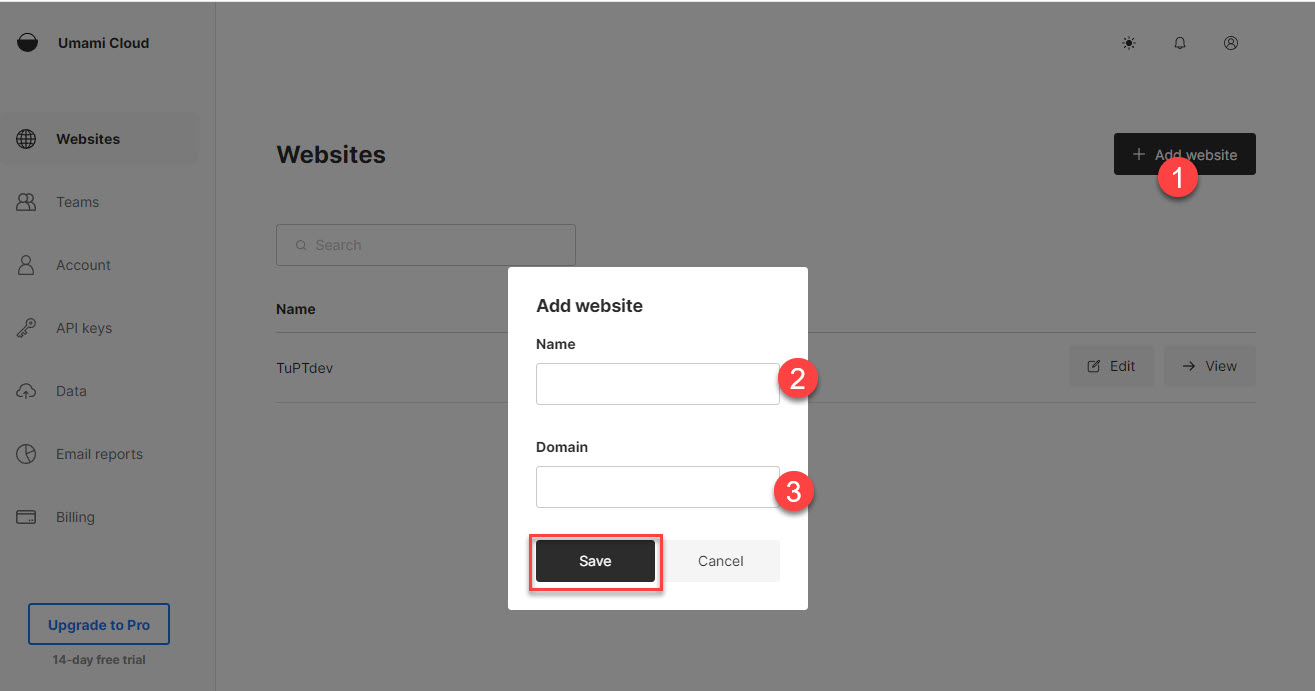 Umami Cloud
Websites
Teams
Account
API keys
Data
Email reports
Billing
Upgrade to Pro
14-day free trial
Websites
Add website
1
Search
Name
TuPTdev
Edit
View
Add website
Name
2
Domain
3
Save
Cancel